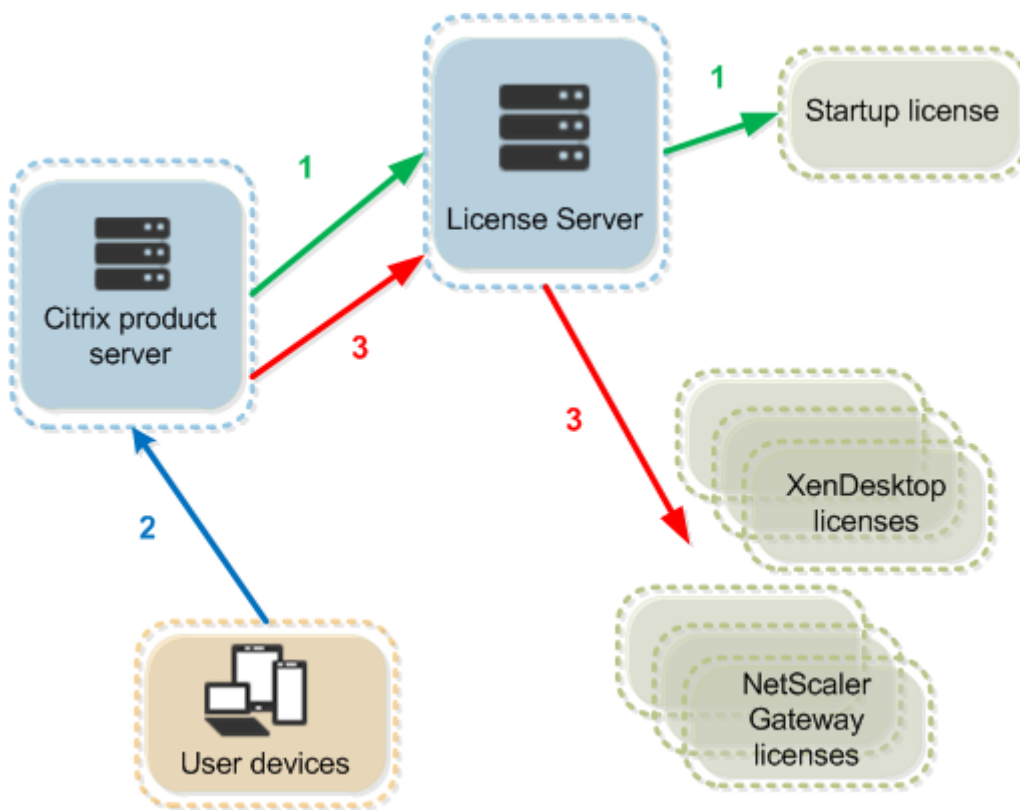 1
Startup license
1
License Server
Citrix product
server
3
3
XenDesktop
licenses
2
NetScaler
Gateway
licenses
User devices